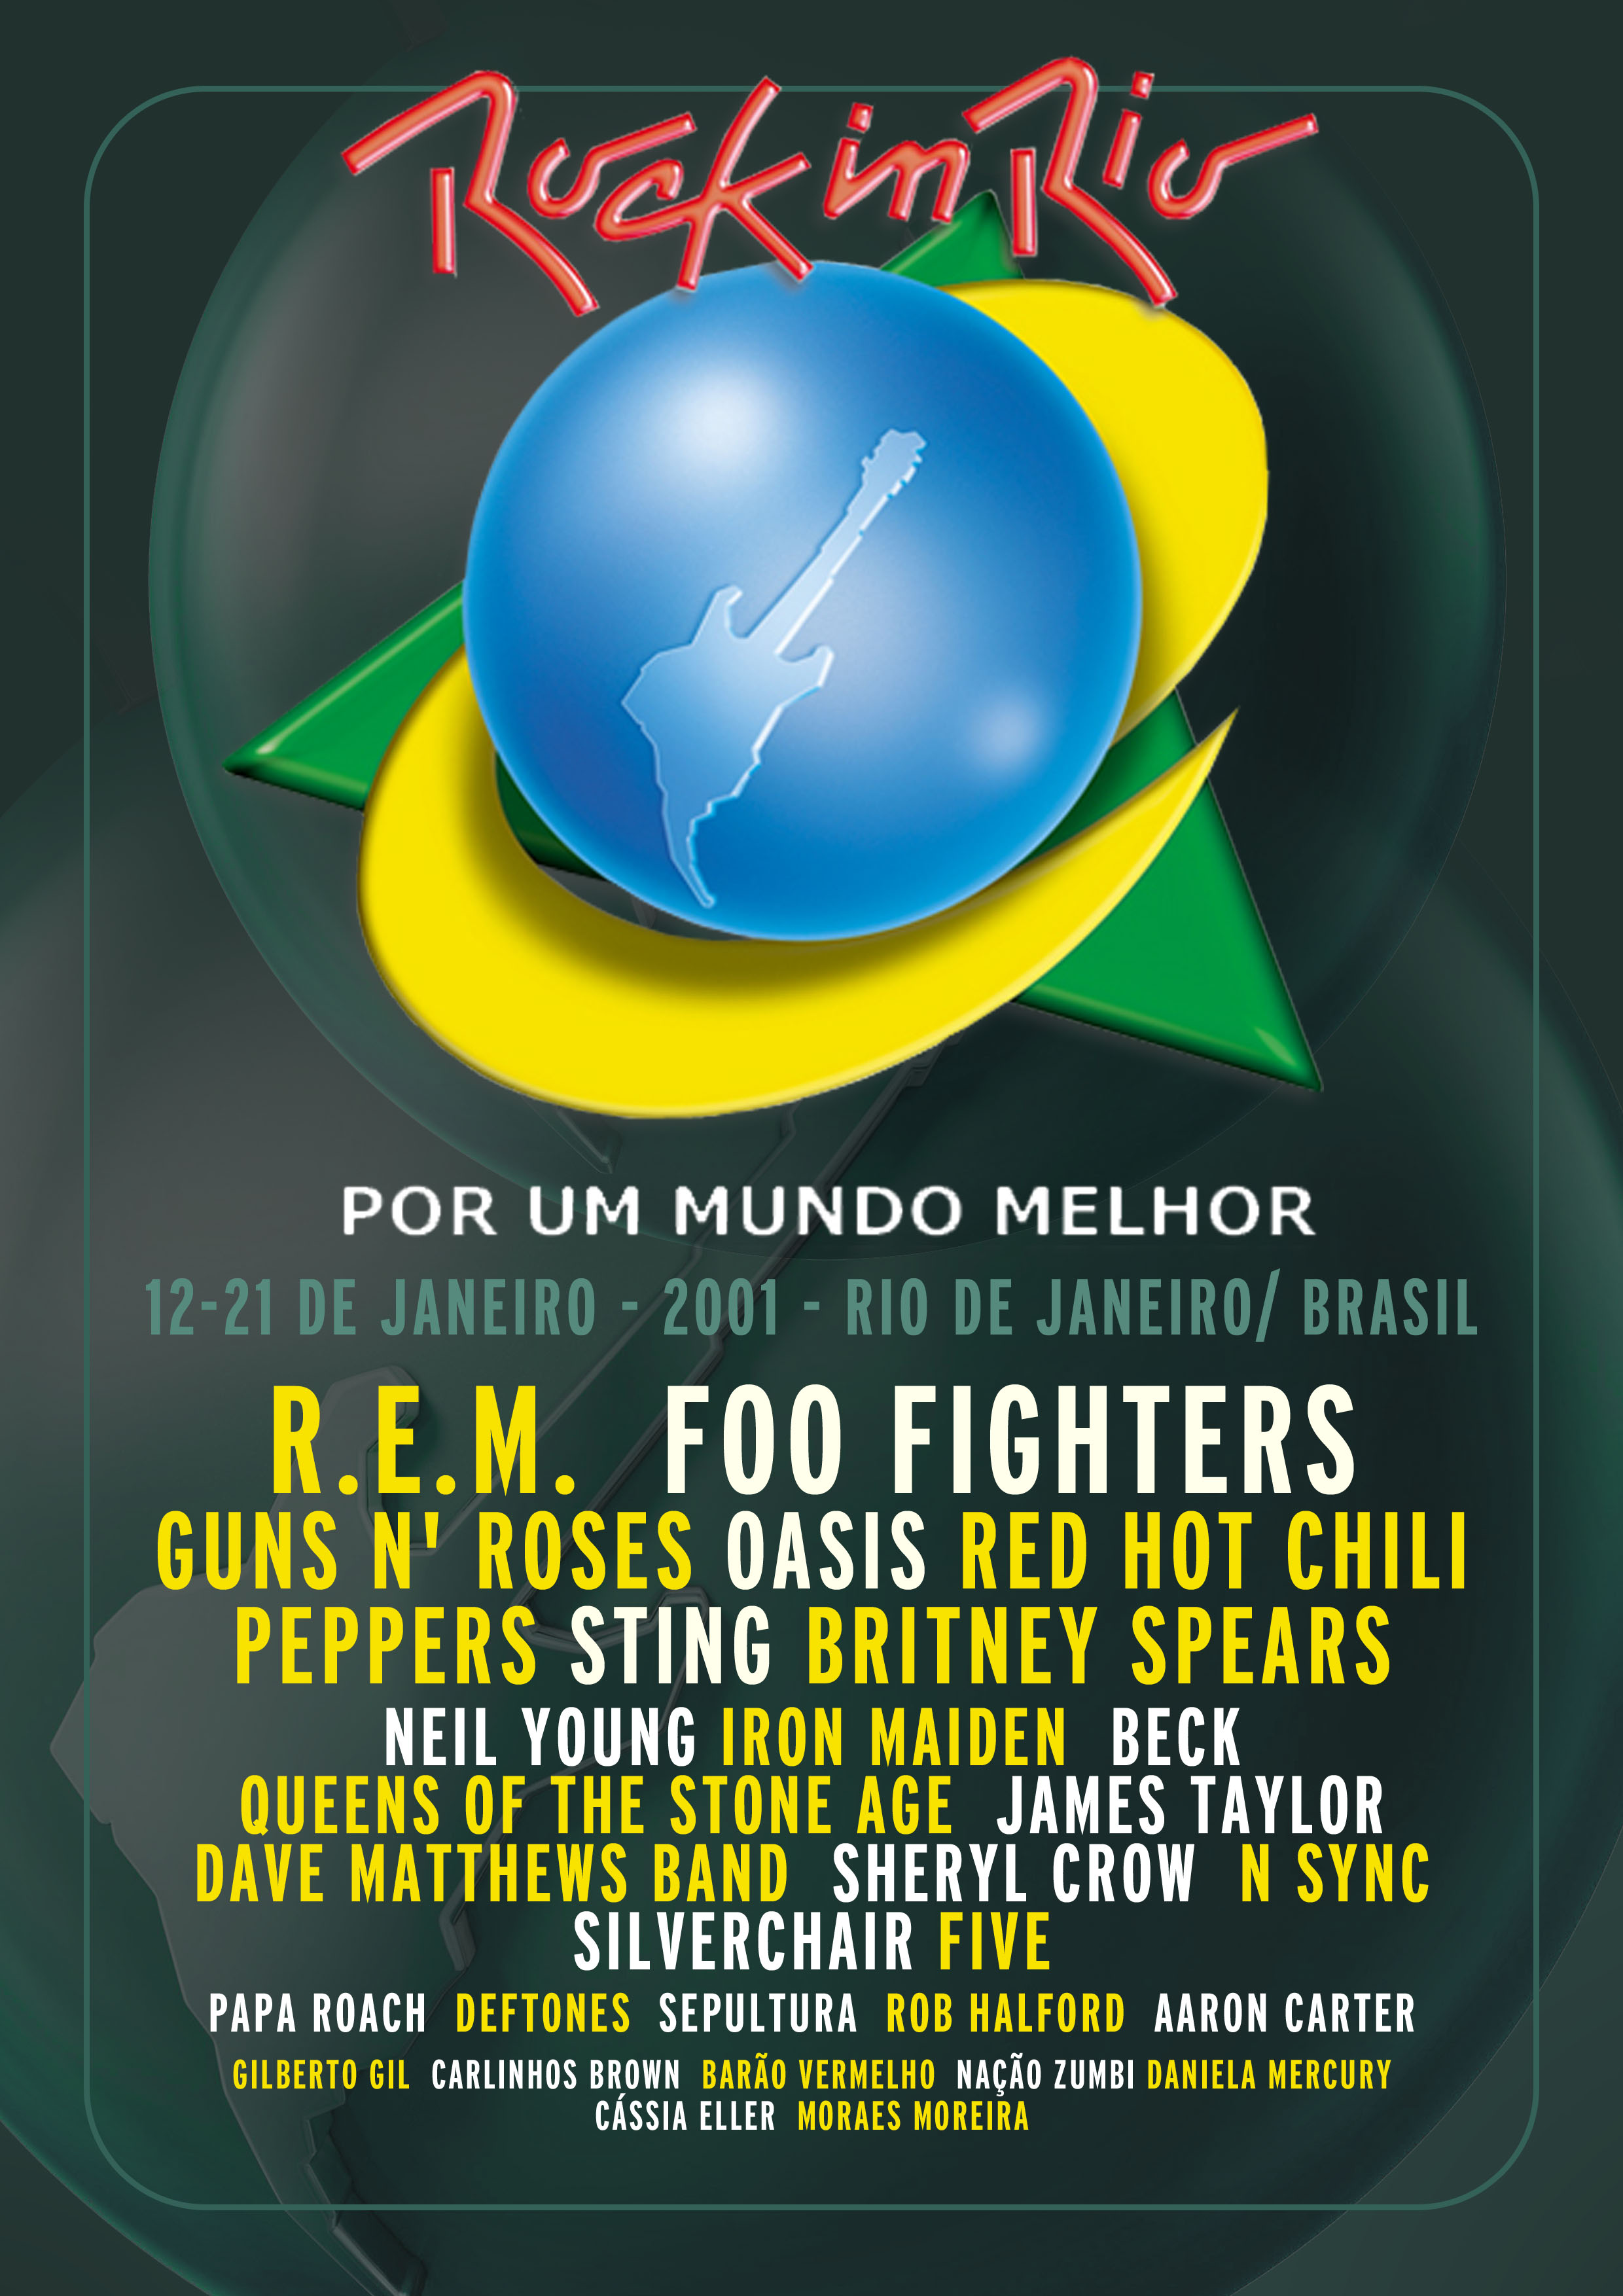 Rock in Rio
POR UM MUNDO MELHOR
12-21 DE JANEIRO - 2001 - RIO DE JANEIRO/ BRASIL
R.E.M. FOO FIGHTERS
GUNS N' ROSES OASIS RED HOT CHILI
PEPPERS STING BRITNEY SPEARS
NEIL YOUNG IRON MAIDEN BECK
QUEENS OF THE STONE AGE JAMES TAYLOR
DAVE MATTHEWS BAND SHERYL CROW N SYNC
SILVERCHAIR FIVE
PAPA ROACH DEFTONES SEPULTURA ROB HALFORD AARON CARTER
GILBERTO GIL CARLINHOS BROWN BARÃO VERMELHO NAÇÃO ZUMBI DANIELA MERCURY
CÁSSIA ELLER MORAES MOREIRA